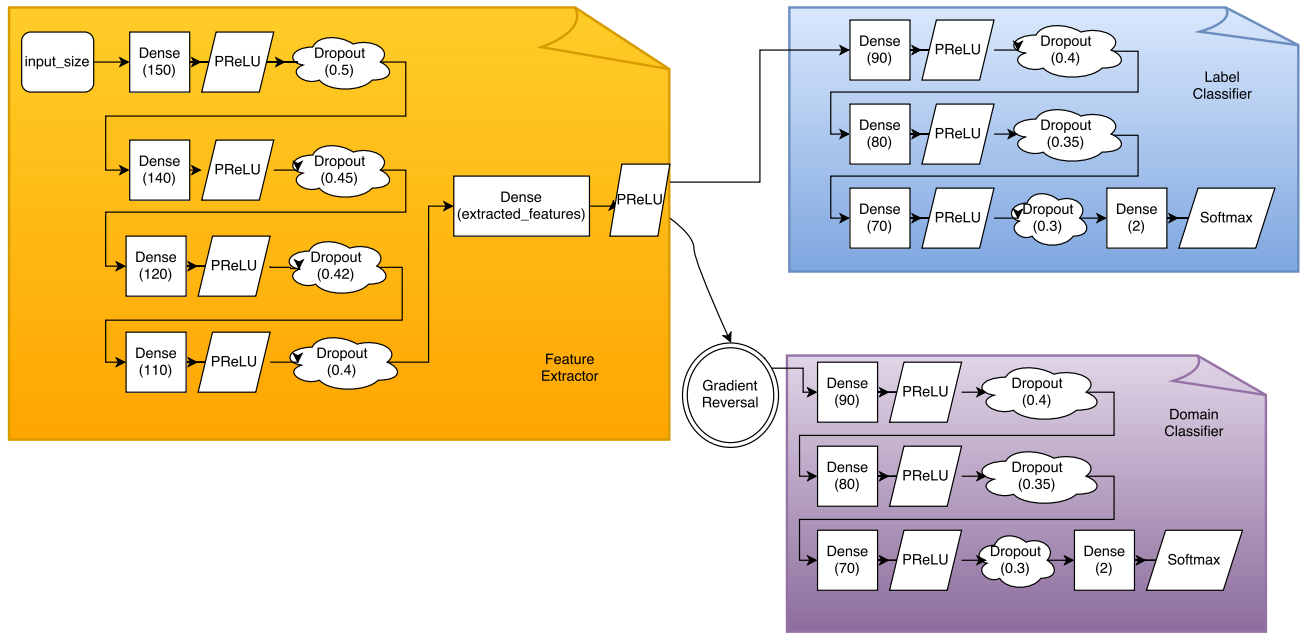 input_size
Dense
(150)
PReLU
Dropout
(0.5)
Dense
(140)
PReLU
Dropout
(0.45)
Dense
(120)
PReLU
Dropout
(0.42)
Dense
(110)
PReLU
Dropout
(0.4)
Dense
(extracted_features)
PReLU
Feature
Extractor
Dense
(90)
PReLU
Dropout
(0.4)
Dense
(80)
PReLU
Dropout
(0.35)
Dense
(70)
PReLU
Dropout
(0.3)
Dense
(2)
Softmax
Label
Classifier
Gradient
Reversal
Dense
(90)
PReLU
Dropout
(0.4)
Dense
(80)
PReLU
Dropout
(0.35)
Dense
(70)
PReLU
Dropout
(0.3)
Dense
(2)
Softmax
Domain
Classifier